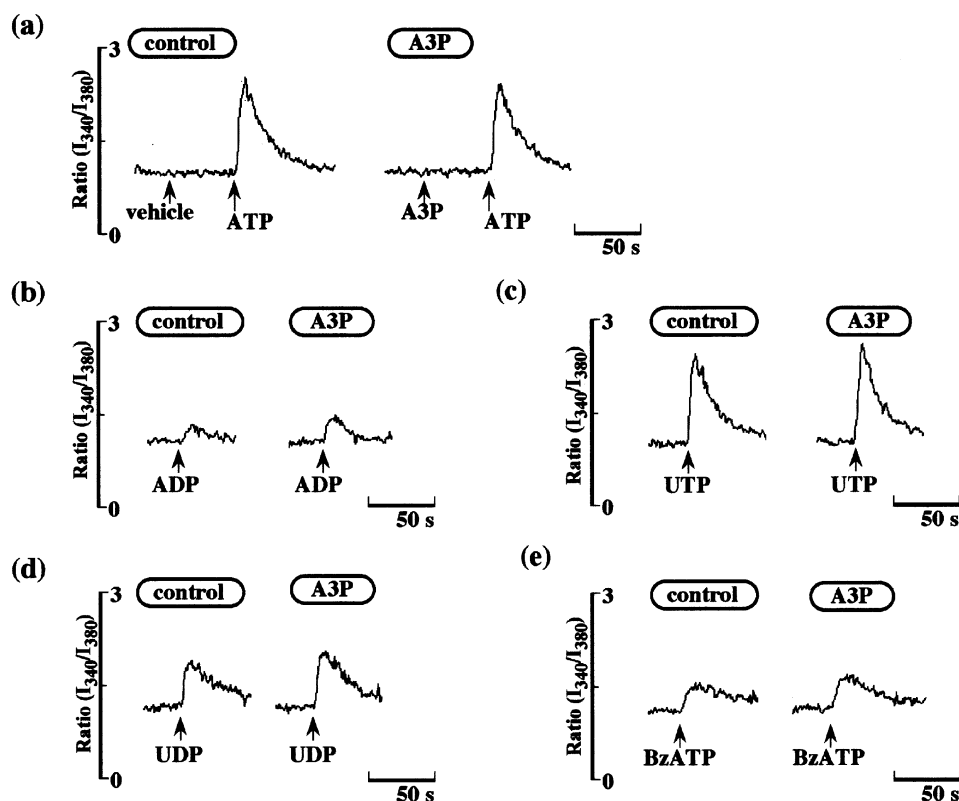 (a)
control
A3P
3
Ratio (I340/I380)
0
vehicle
ATP
A3P
ATP
50 s
(b)
control
A3P
3
Ratio (I340/I380)
0
ADP
ADP
50 s
(c)
control
A3P
3
Ratio (I340/I380)
0
UTP
UTP
50 s
(d)
control
A3P
3
Ratio (I340/I380)
0
UDP
UDP
50 s
(e)
control
A3P
3
Ratio (I340/I380)
0
BzATP
BzATP
50 s